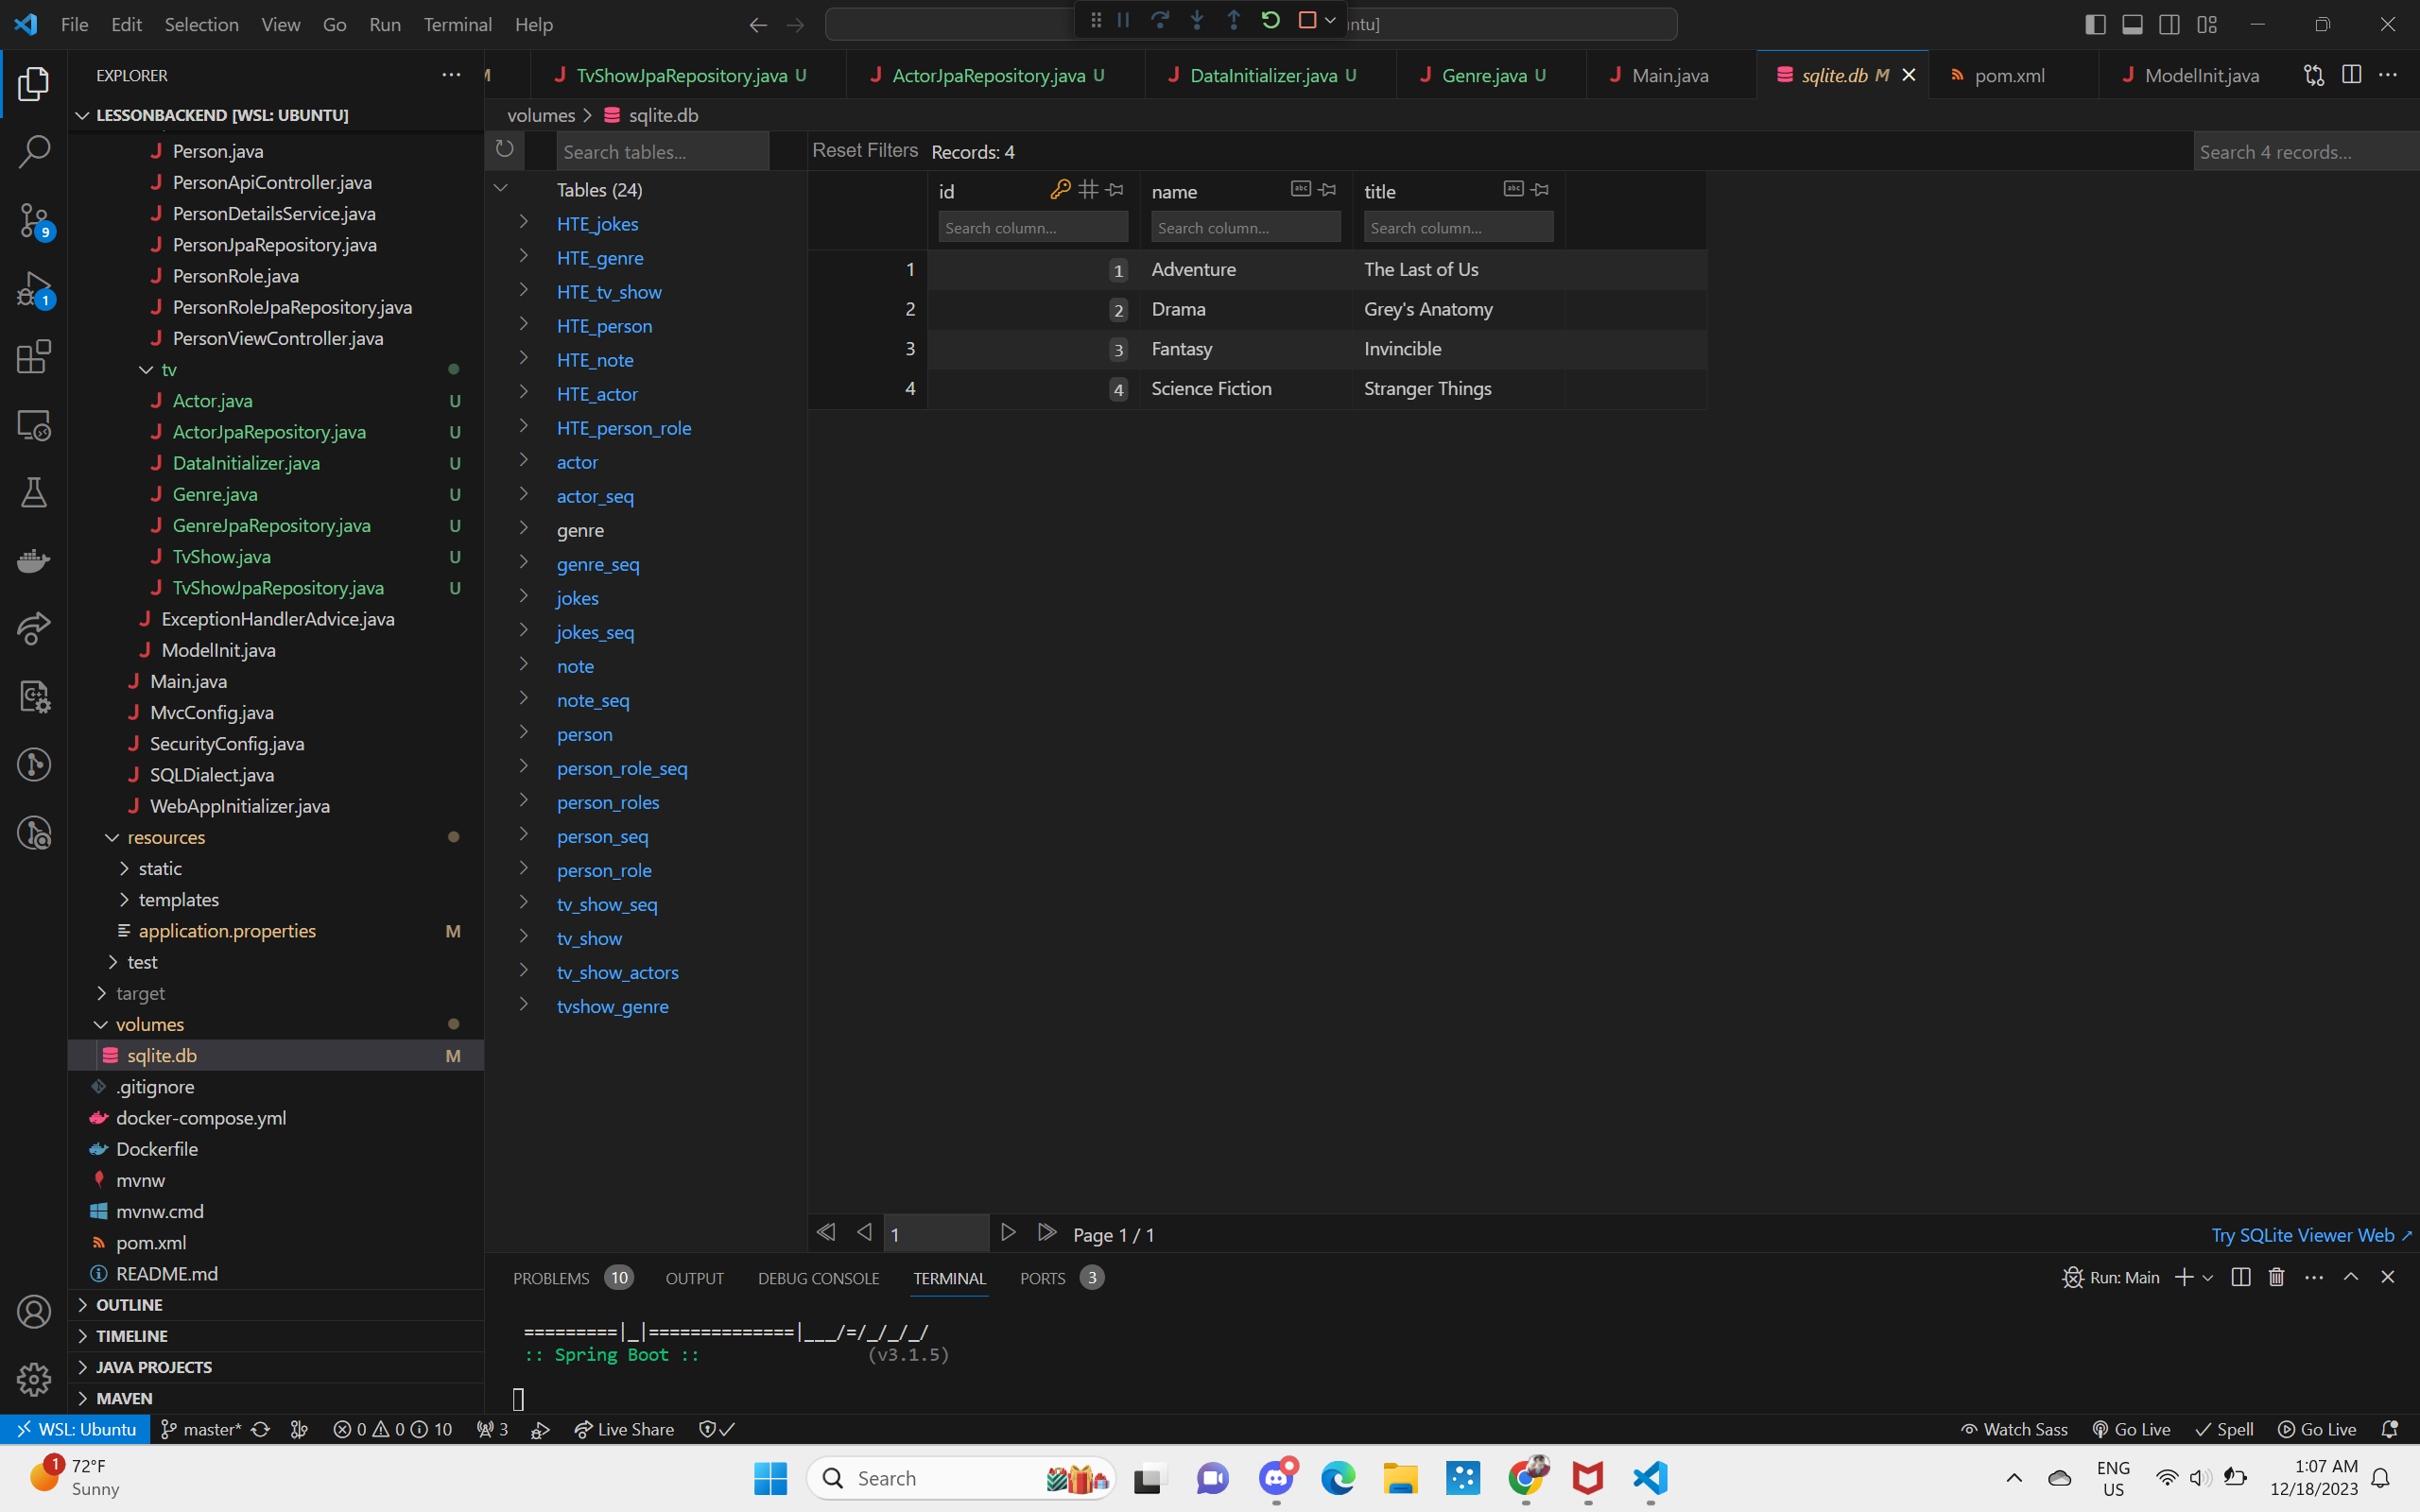 File Edit Selection View Go Run Terminal Help
ntu]
EXPLORER
LESSONBACKEND [WSL: UBUNTU]
Person.java
PersonApiController.java
PersonDetailsService.java
PersonJpaRepository.java
PersonRole.java
PersonRoleJpaRepository.java
PersonViewController.java
tv
Actor.java U
ActorJpaRepository.java U
DataInitializer.java U
Genre.java U
GenreJpaRepository.java U
TvShow.java U
TvShowJpaRepository.java U
ExceptionHandlerAdvice.java
ModelInit.java
Main.java
MvcConfig.java
SecurityConfig.java
SQLDialect.java
WebAppInitializer.java
resources
static
templates
application.properties M
test
target
volumes
sqlite.db M
.gitignore
docker-compose.yml
Dockerfile
mvnw
mvnw.cmd
pom.xml
README.md
OUTLINE
TIMELINE
JAVA PROJECTS
MAVEN
9
1
M TvShowJpaRepository.java U ActorJpaRepository.java U DataInitializer.java U Genre.java U Main.java sqlite.db M pom.xml ModelInit.java
volumes > sqlite.db
Search tables... Reset Filters Records: 4 Search 4 records...
Tables (24)
HTE_jokes
HTE_genre
HTE_tv_show
HTE_person
HTE_note
HTE_actor
HTE_person_role
actor
actor_seq
genre
genre_seq
jokes
jokes_seq
note
note_seq
person
person_role_seq
person_roles
person_seq
person_role
tv_show_seq
tv_show
tv_show_actors
tvshow_genre
id name title
Search column... Search column... Search column...
1 1 Adventure The Last of Us
2 2 Drama Grey's Anatomy
3 3 Fantasy Invincible
4 4 Science Fiction Stranger Things
1 Page 1 / 1 Try SQLite Viewer Web
PROBLEMS 10 OUTPUT DEBUG CONSOLE TERMINAL PORTS 3 Run: Main
=========|_|==============|___/=/_/_/_/
:: Spring Boot :: (v3.1.5)
WSL: Ubuntu master* 0 0 10 3 Live Share Watch Sass Go Live Spell Go Live
1 72°F
Sunny
Search
ENG
US
1:07 AM
12/18/2023